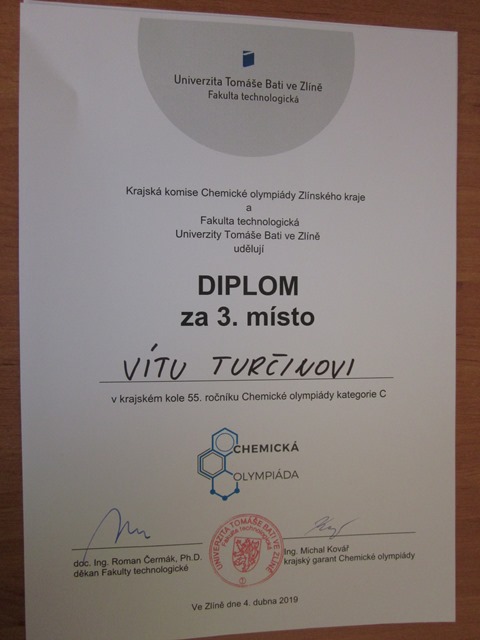 Univerzita Tomáše Bati ve Zlíně
Fakulta technologická
Krajská komise Chemické olympiády Zlínského kraje
a
Fakulta technologická
Univerzity Tomáše Bati ve Zlíně
udělují
DIPLOM
za 3. místo
VÍTU TURČINOVI
v krajském kole 55. ročníku Chemické olympiády kategorie C
CHEMICKÁ
OLYMPIÁDA
doc. Ing. Roman Čermák, Ph.D.
děkan Fakulty technologické
UNIVERZITA TOMÁŠE BATI VE ZLÍNĚ
Fakulta technologická
Ing. Michal Kovář
krajský garant Chemické olympiády
Ve Zlíně dne 4. dubna 2019